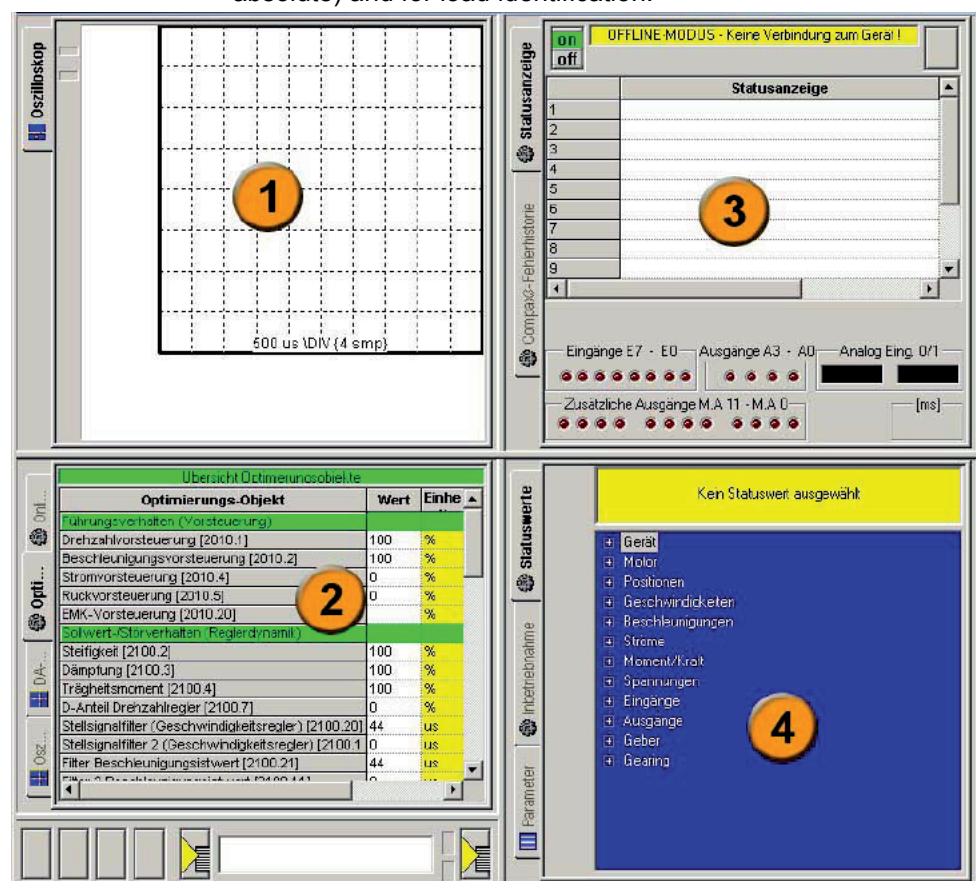 absolute) and for load identification.
Oszilloskop
1
500 us \DIV {4 smp}
Statusanzeige
Compax3-Fehlerhistorie
on
off
OFFLINE-MODUS - Keine Verbindung zum Gerät !
Statusanzeige
1
2
3
4
5
6
7
8
9
3
Eingänge E7 - E0
Ausgänge A3 - A0
Analog Eing. 0/1
Zusätzliche Ausgänge M.A 11 - M.A 0
[ms]
Onl...
Opti...
DA-...
Osz...
Übersicht Optimierungsobjekte
Optimierungs-Objekt Wert Einhe
Führungsverhalten (Vorsteuerung)
Drehzahlvorsteuerung [2010.1] 100 %
Beschleunigungsvorsteuerung [2010.2] 100 %
Stromvorsteuerung [2010.4] 0 %
Ruckvorsteuerung [2010.5] 0 %
EMK-Vorsteuerung [2010.20] %
2
Sollwert-/Störverhalten (Reglerdynamik)
Steifigkeit [2100.2] 100 %
Dämpfung [2100.3] 100 %
Trägheitsmoment [2100.4] 100 %
D-Anteil Drehzahlregler [2100.7] 0 %
Stellsignalfilter (Geschwindigkeitsregler) [2100.20] 44 us
Stellsignalfilter 2 (Geschwindigkeitsregler) [2100.1 0 us
Filter Beschleunigungsistwert [2100.21] 44 us
Statuswerte
Inbetriebnahme
Parameter
Kein Statuswert ausgewählt
Gerät
Motor
Positionen
Geschwindigkeiten
Beschleunigungen
Ströme
Moment/Kraft
Spannungen
Eingänge
Ausgänge
Geber
Gearing
4